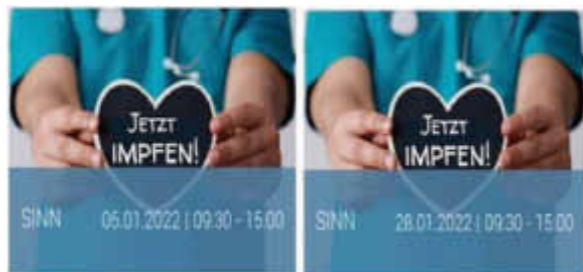 JETZT
IMPFEN!
SINN 05.01.2022 | 09:30 - 15:00
JETZT
IMPFEN!
SINN 28.01.2022 | 09:30 - 15:00